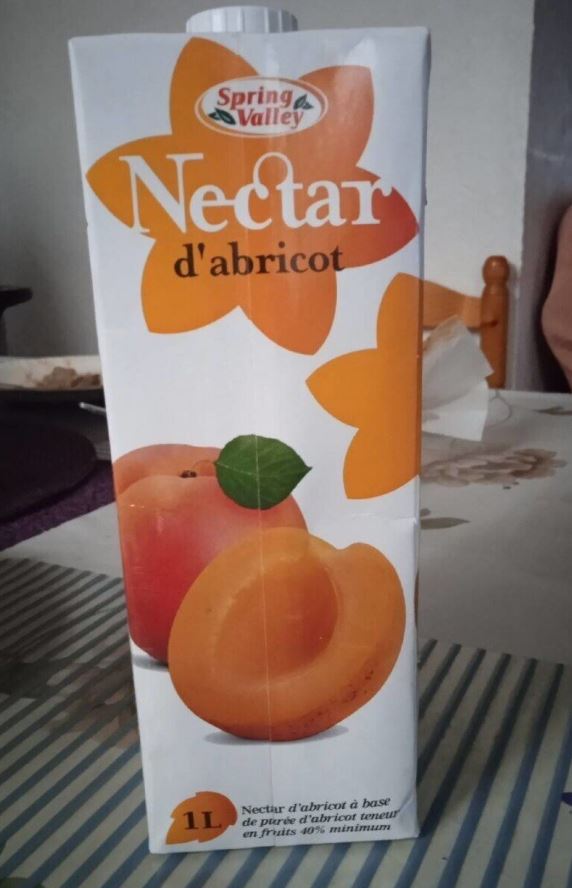 Spring
Valley
Nectar
d'abricot
1L
Nectar d'abricot à base
de purée d'abricot teneur
en fruits 40% minimum